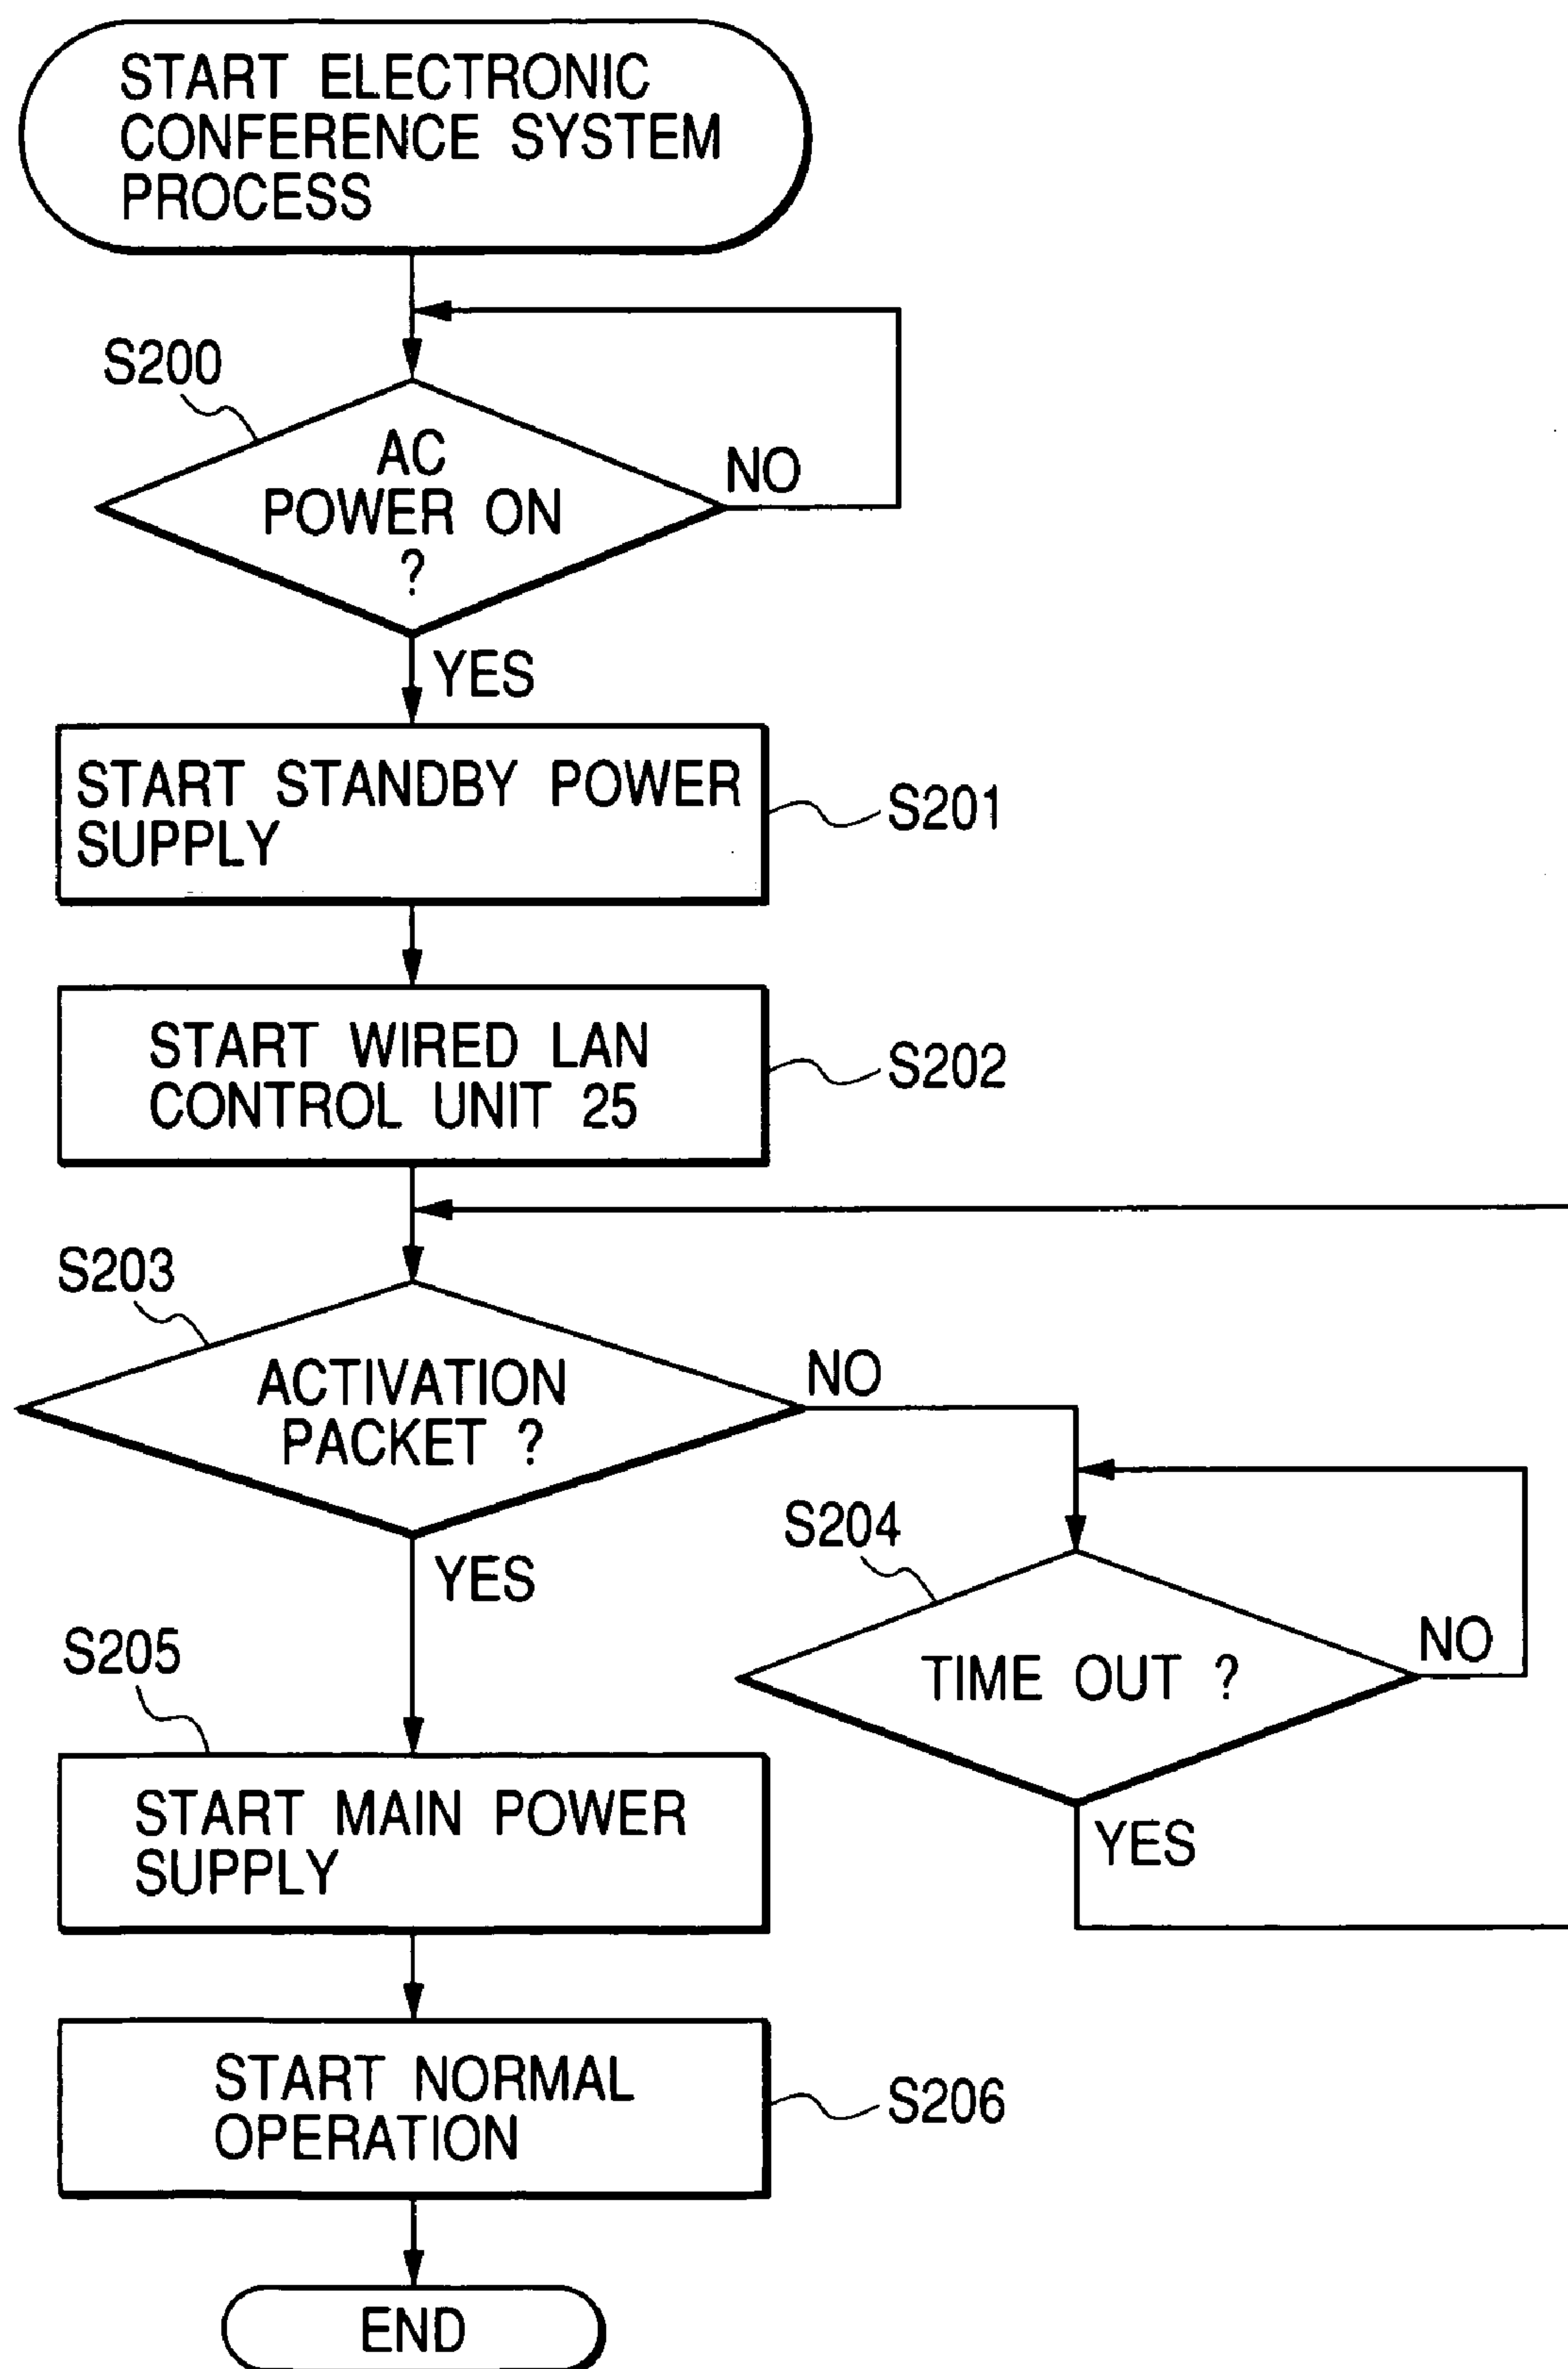 START ELECTRONIC
CONFERENCE SYSTEM
PROCESS
S200
AC
POWER ON
?
NO
YES
START STANDBY POWER
SUPPLY
S201
START WIRED LAN
CONTROL UNIT 25
S202
S203
ACTIVATION
PACKET ?
NO
YES
S204
TIME OUT ?
NO
YES
S205
START MAIN POWER
SUPPLY
START NORMAL
OPERATION
S206
END